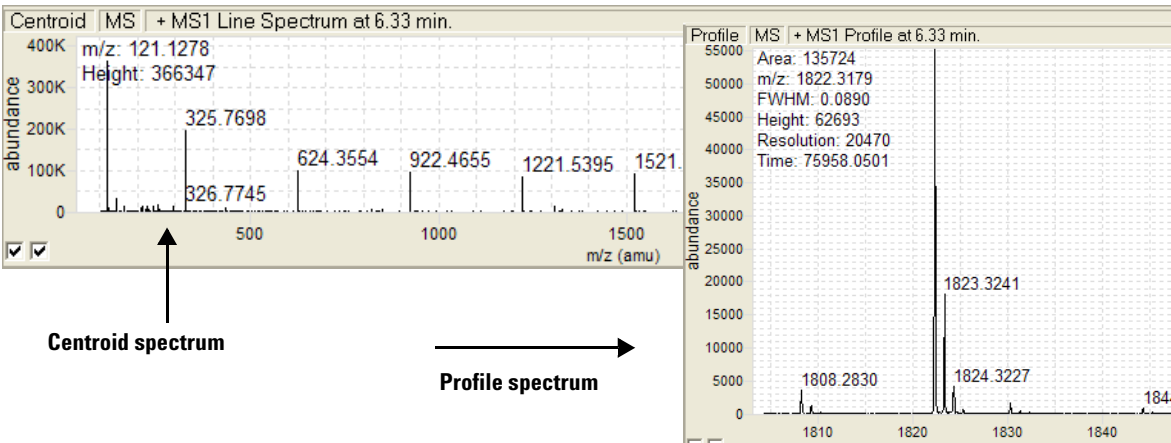 Centroid MS + MS1 Line Spectrum at 6.33 min.
400K
300K
200K
100K
0
abundance
m/z: 121.1278
Height: 366347
325.7698
326.7745
624.3554
922.4655
1221.5395
1521.
500
1000
1500
m/z (amu)
Centroid spectrum
Profile spectrum
Profile MS + MS1 Profile at 6.33 min.
55000
50000
45000
40000
35000
30000
25000
20000
15000
10000
5000
0
abundance
Area: 135724
m/z: 1822.3179
FWHM: 0.0890
Height: 62693
Resolution: 20470
Time: 75958.0501
1823.3241
1808.2830
1824.3227
184
1810
1820
1830
1840